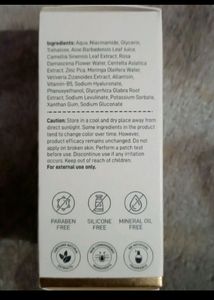 Ingredients: Aqua, Niacinamide, Glycerin,
Aloe Barbadensis Leaf Juice,
Camellia Sinensis Leaf Extract, Rosa
Damascena Flower Water, Centella Asiatica
Extract, Zinc Pca, Moringa Oleifera Water,
Vetiveria Zizanoides Extract, Allantoin,
Vitamin-B5, Sodium Hyaluronate,
Phenoxyethanol, Glycyrrhiza Glabra Root
Extract, Sodium Levulinate, Potassium Sorbate,
Xanthan Gum, Sodium Gluconate
Caution: Store in a cool and dry place away from
direct sunlight. Some ingredients in the product
tend to change color over time. However,
product efficacy remains unchanged. Do not
apply on broken skin. Perform a patch test
before use. Discontinue use if any irritation
occurs. Keep out of reach of children.
For external use only.
PARABEN
FREE
SILICONE
FREE
MINERAL OIL
FREE